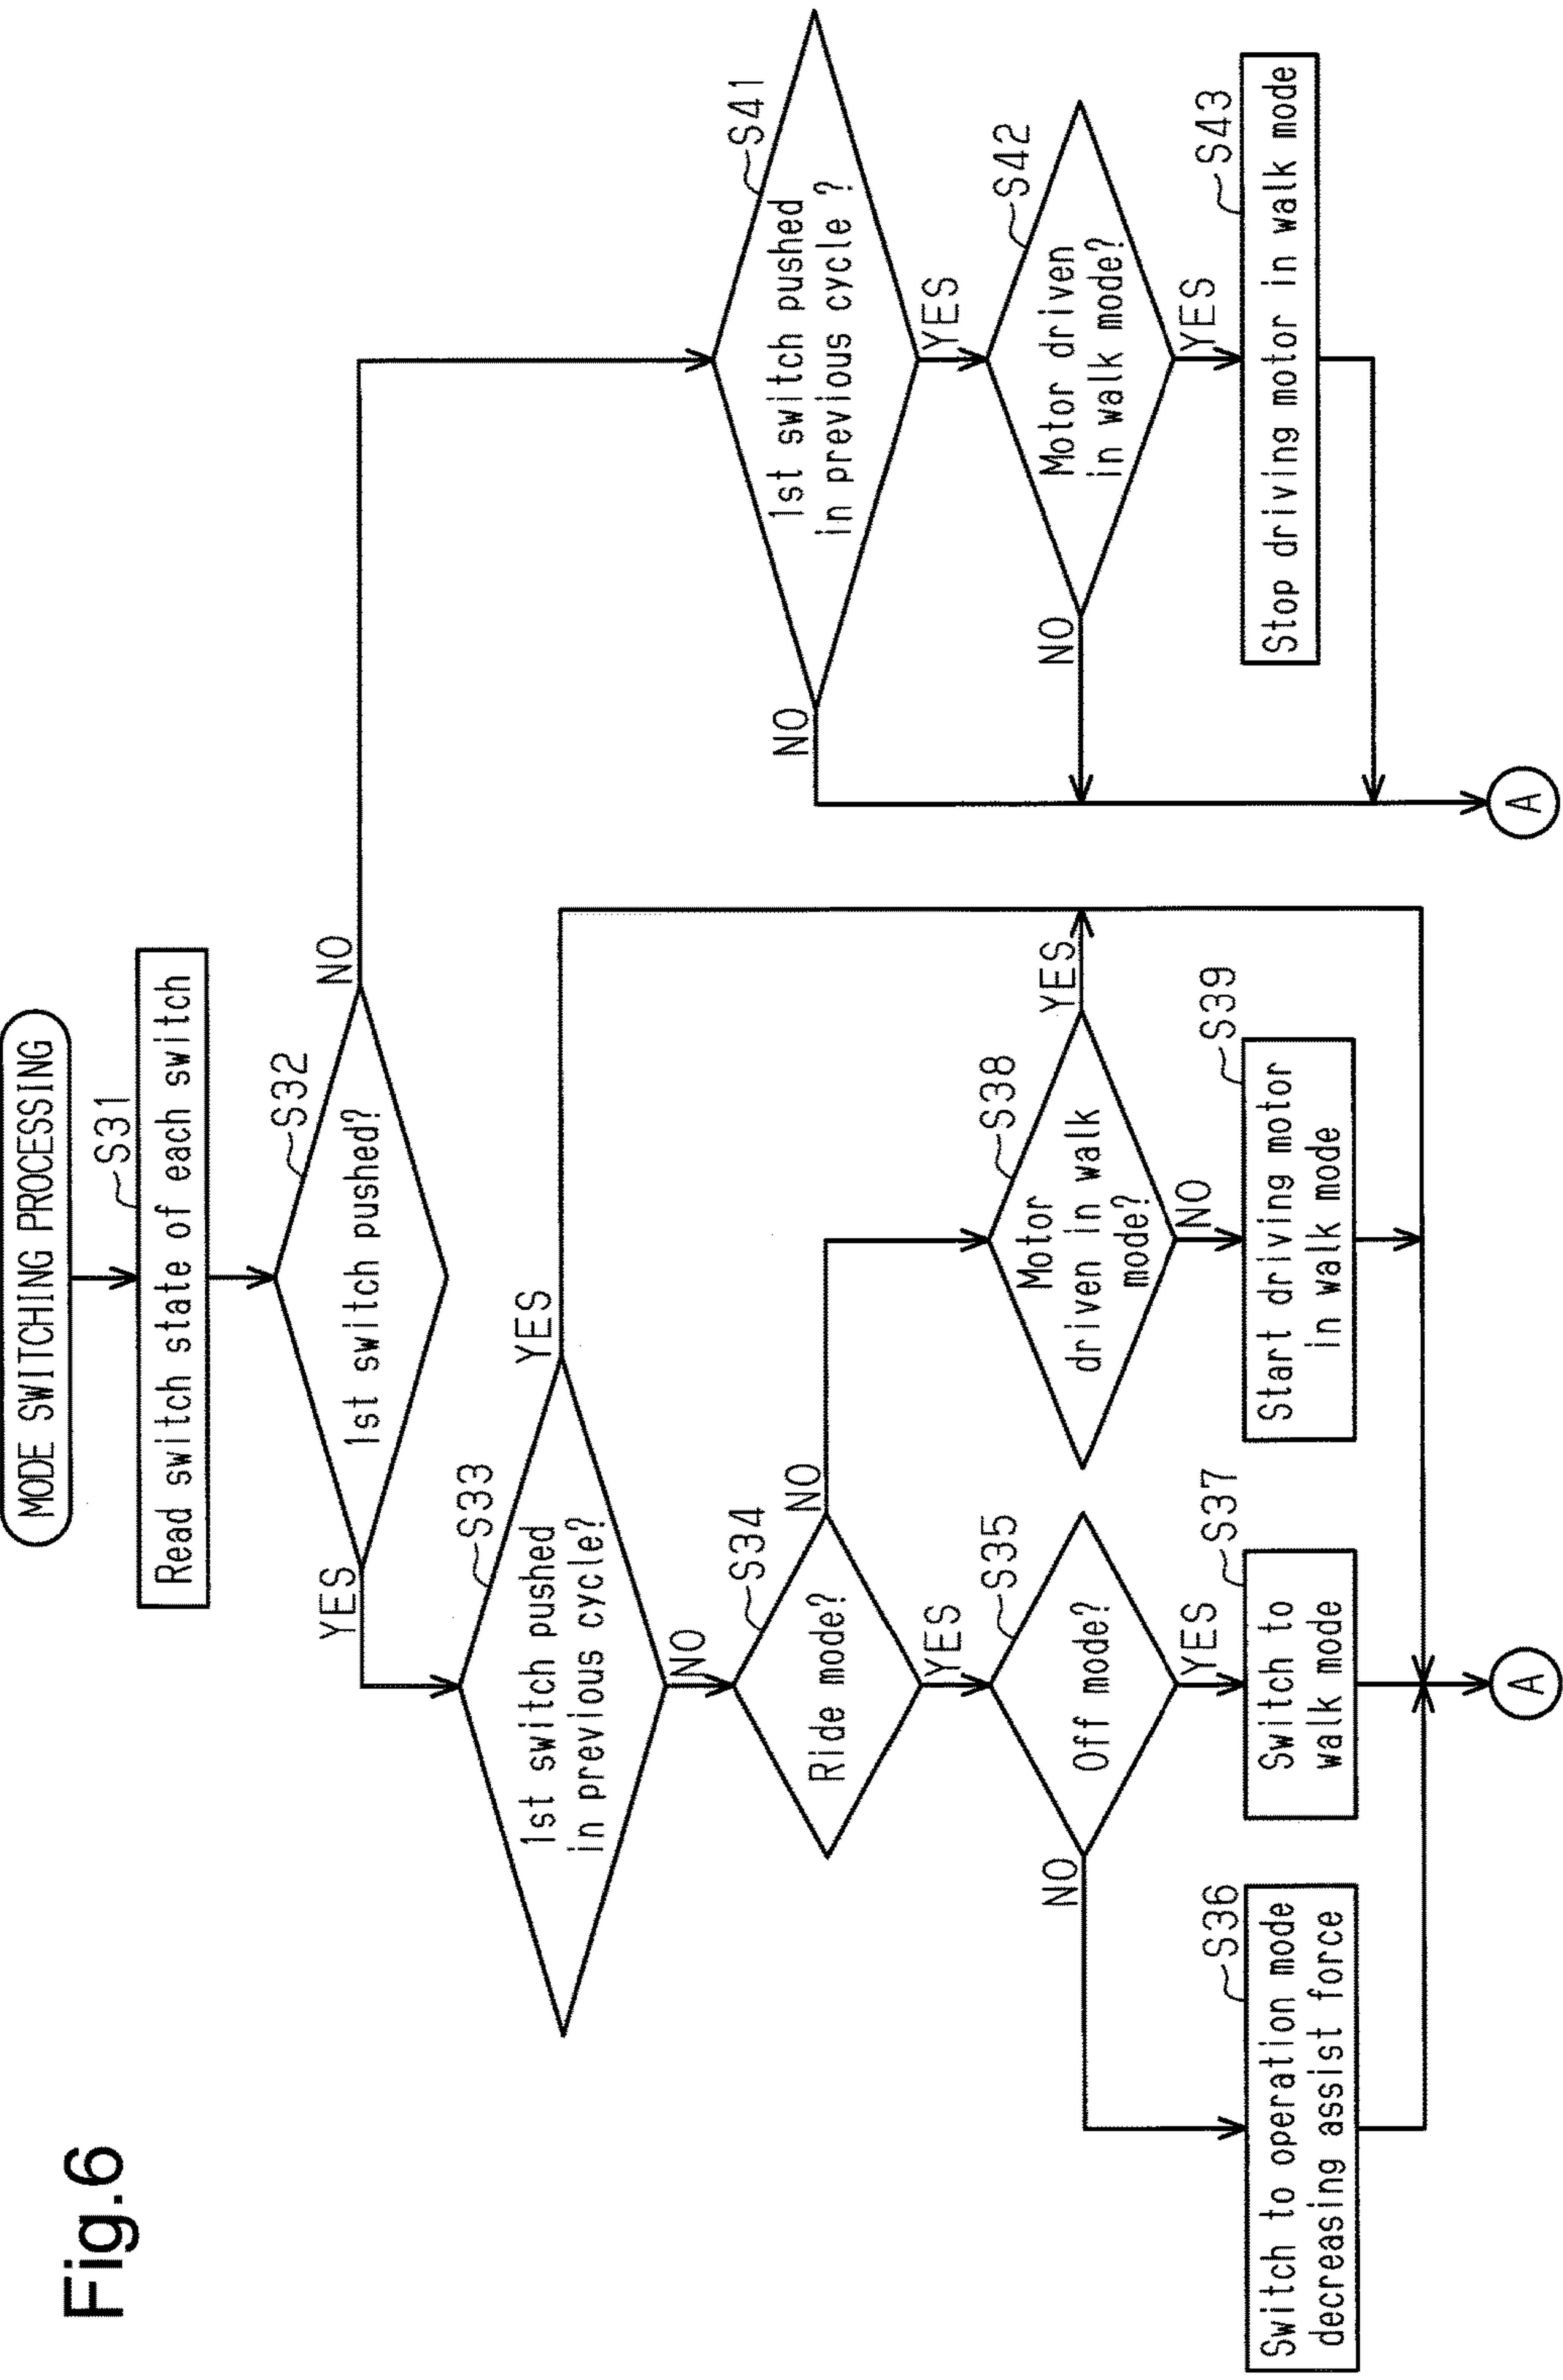 Fig.6
MODE SWITCHING PROCESSING
S31
Read switch state of each switch
S32
1st switch pushed?
YES
NO
S33
1st switch pushed
in previous cycle?
YES
NO
S34
Ride mode?
NO
YES
S35
Off mode?
NO
YES
S36
Switch to operation mode
decreasing assist force
S37
Switch to
walk mode
S38
Motor
driven in walk
mode?
YES
NO
S39
Start driving motor
in walk mode
A
S41
1st switch pushed
in previous cycle ?
NO
YES
S42
Motor driven
in walk mode?
NO
YES
S43
Stop driving motor in walk mode
A